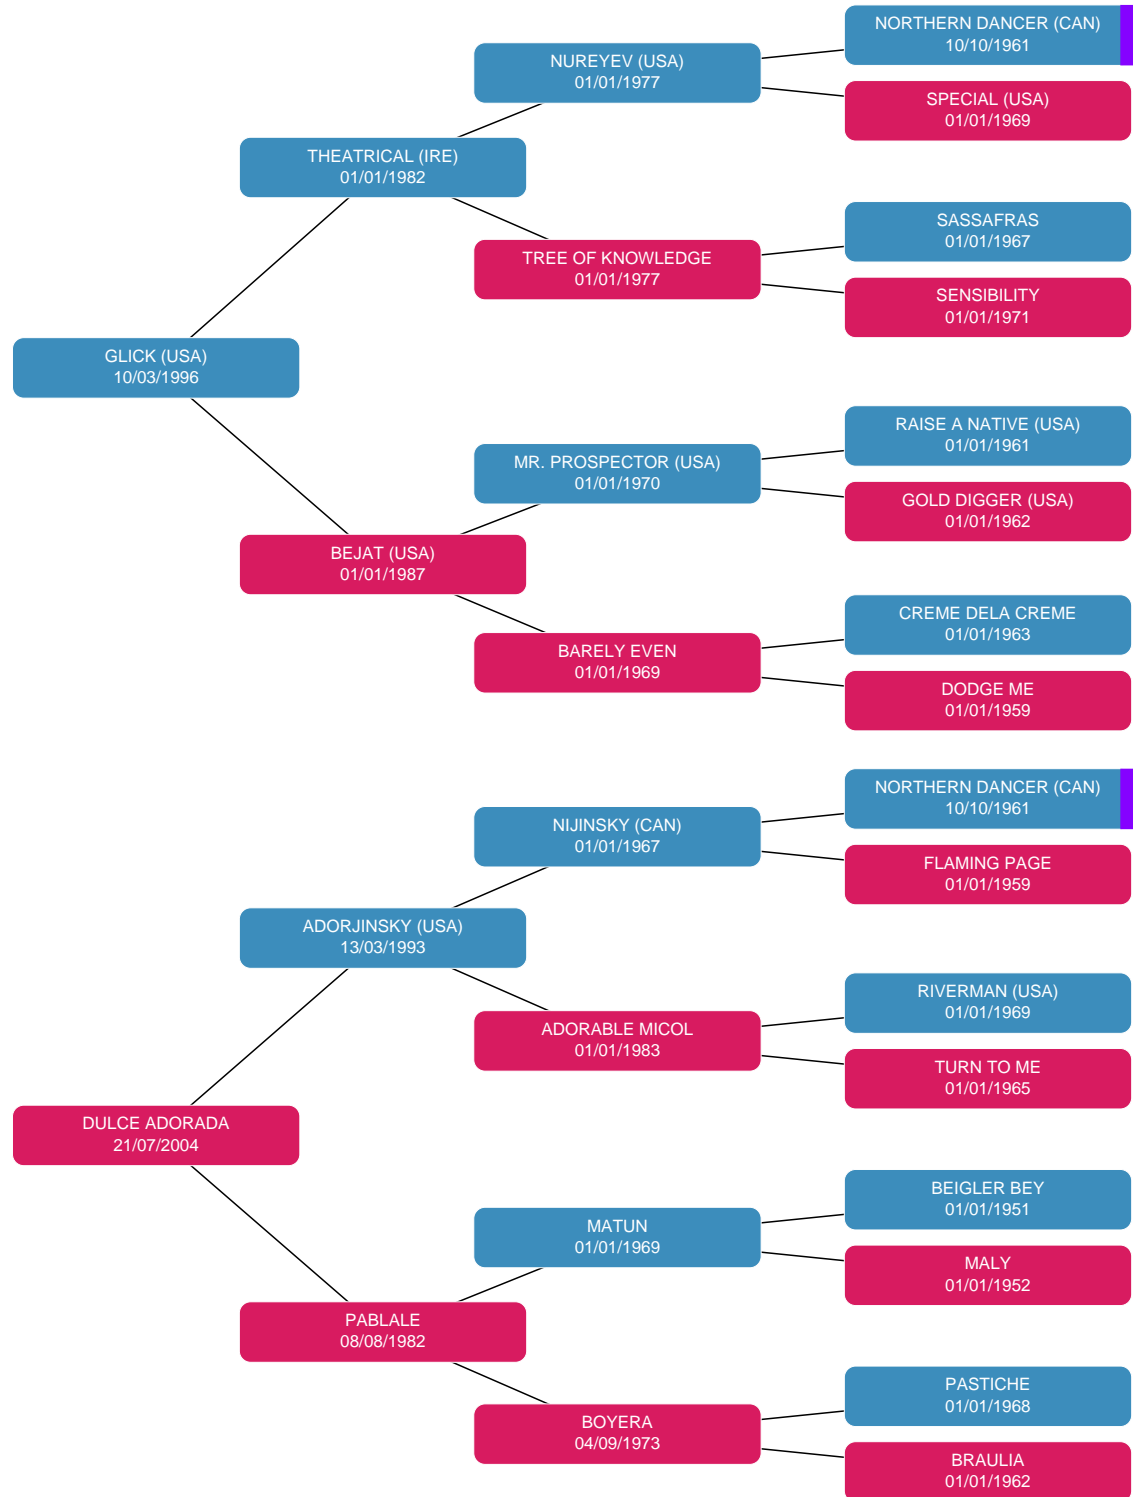 NORTHERN DANCER (CAN)
10/10/1961
NUREYEV (USA)
01/01/1977
SPECIAL (USA)
01/01/1969
THEATRICAL (IRE)
01/01/1982
SASSAFRAS
01/01/1967
TREE OF KNOWLEDGE
01/01/1977
SENSIBILITY
01/01/1971
GLICK (USA)
10/03/1996
RAISE A NATIVE (USA)
01/01/1961
MR. PROSPECTOR (USA)
01/01/1970
GOLD DIGGER (USA)
01/01/1962
BEJAT (USA)
01/01/1987
CREME DELA CREME
01/01/1963
BARELY EVEN
01/01/1969
DODGE ME
01/01/1959
NORTHERN DANCER (CAN)
10/10/1961
NIJINSKY (CAN)
01/01/1967
FLAMING PAGE
01/01/1959
ADORJINSKY (USA)
13/03/1993
RIVERMAN (USA)
01/01/1969
ADORABLE MICOL
01/01/1983
TURN TO ME
01/01/1965
DULCE ADORADA
21/07/2004
BEIGLER BEY
01/01/1951
MATUN
01/01/1969
MALY
01/01/1952
PABLALE
08/08/1982
PASTICHE
01/01/1968
BOYERA
04/09/1973
BRAULIA
01/01/1962